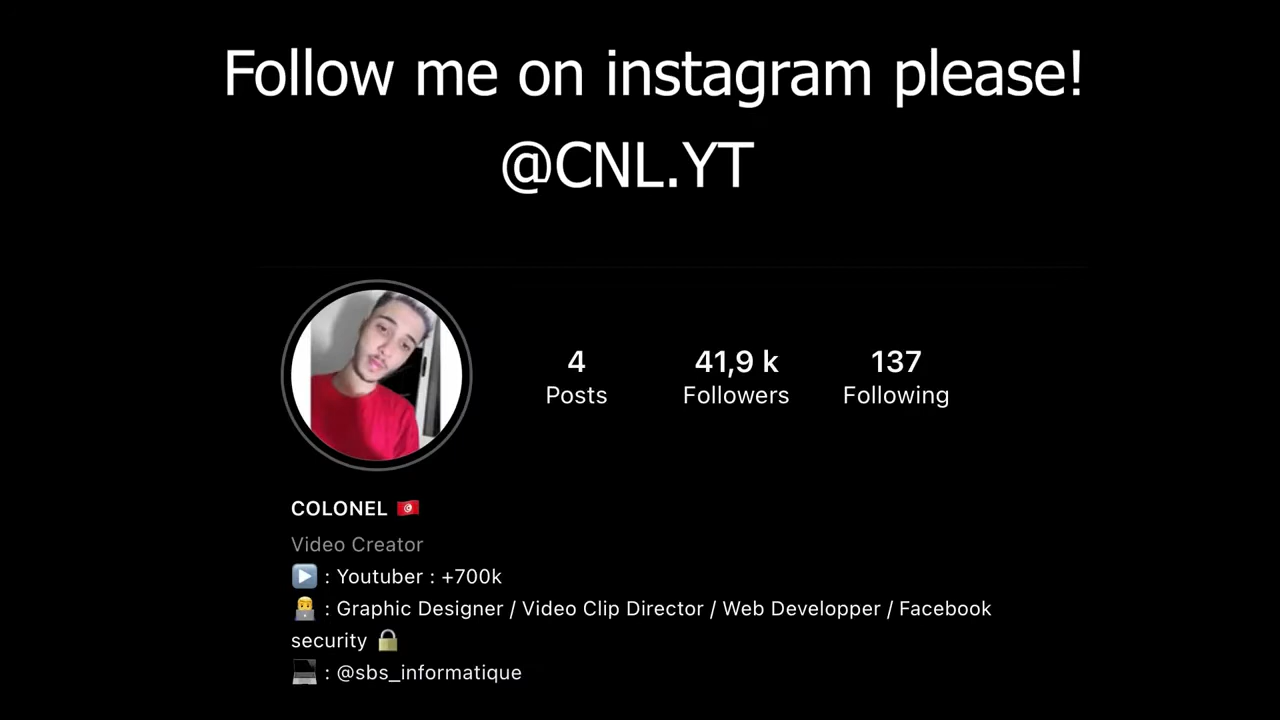 Follow me on instagram please!
@CNL.YT
4 41,9 k 137
Posts Followers Following
COLONEL 🇹🇳
Video Creator
▶️ : Youtuber : +700k
👨‍💻 : Graphic Designer / Video Clip Director / Web Developper / Facebook
security 🔒
💻 : @sbs_informatique